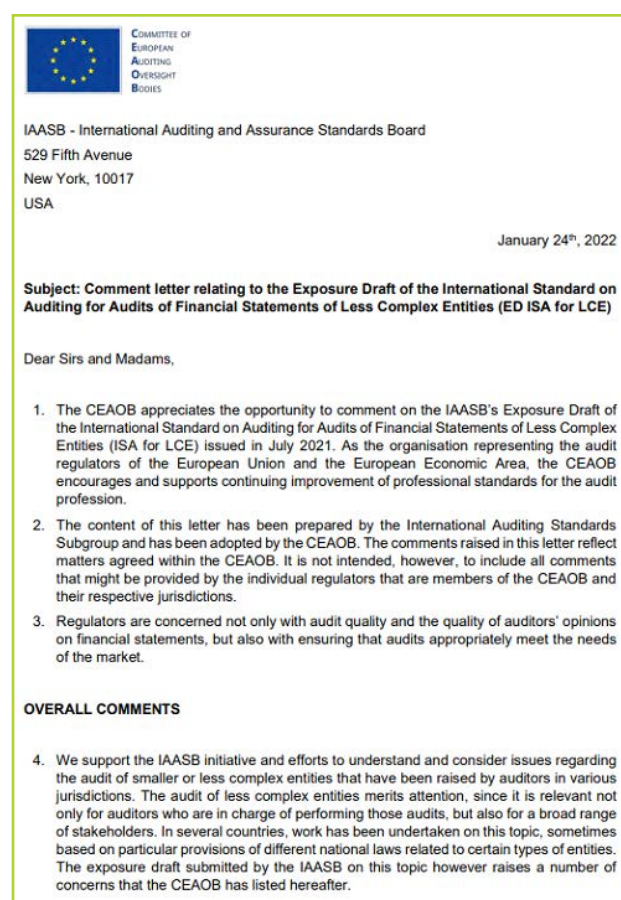 COMMITTEE OF
EUROPEAN
AUDITING
OVERSIGHT
BODIES
IAASB - International Auditing and Assurance Standards Board
529 Fifth Avenue
New York, 10017
USA
January 24th, 2022
Subject: Comment letter relating to the Exposure Draft of the International Standard on
Auditing for Audits of Financial Statements of Less Complex Entities (ED ISA for LCE)
Dear Sirs and Madams,
1. The CEAOB appreciates the opportunity to comment on the IAASB's Exposure Draft of
the International Standard on Auditing for Audits of Financial Statements of Less Complex
Entities (ISA for LCE) issued in July 2021. As the organisation representing the audit
regulators of the European Union and the European Economic Area, the CEAOB
encourages and supports continuing improvement of professional standards for the audit
profession.
2. The content of this letter has been prepared by the International Auditing Standards
Subgroup and has been adopted by the CEAOB. The comments raised in this letter reflect
matters agreed within the CEAOB. It is not intended, however, to include all comments
that might be provided by the individual regulators that are members of the CEAOB and
their respective jurisdictions.
3. Regulators are concerned not only with audit quality and the quality of auditors' opinions
on financial statements, but also with ensuring that audits appropriately meet the needs
of the market.
OVERALL COMMENTS
4. We support the IAASB initiative and efforts to understand and consider issues regarding
the audit of smaller or less complex entities that have been raised by auditors in various
jurisdictions. The audit of less complex entities merits attention, since it is relevant not
only for auditors who are in charge of performing those audits, but also for a broad range
of stakeholders. In several countries, work has been undertaken on this topic, sometimes
based on particular provisions of different national laws related to certain types of entities.
The exposure draft submitted by the IAASB on this topic however raises a number of
concerns that the CEAOB has listed hereafter.